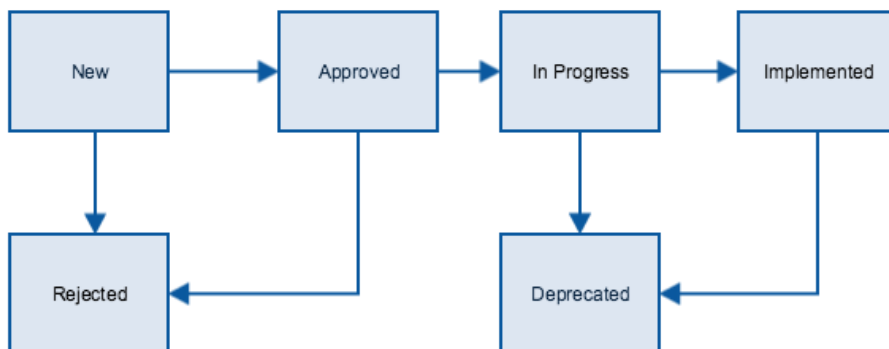 New
Approved
In Progress
Implemented
Rejected
Deprecated